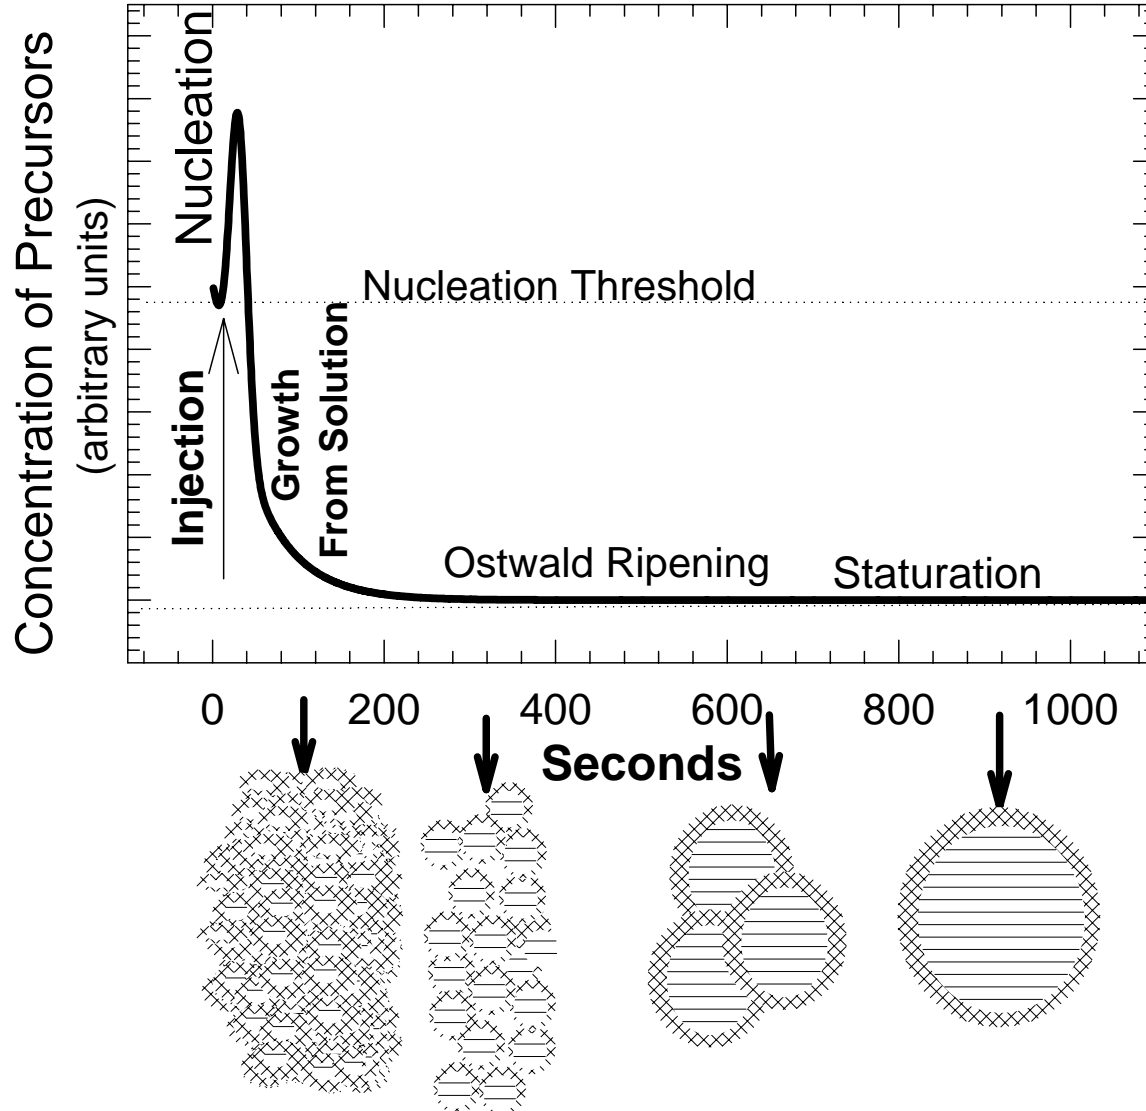 Concentration of Precursors
(arbitrary units)
Nucleation
Nucleation Threshold
Injection
Growth
From Solution
Ostwald Ripening
Staturation
0 200 400 600 800 1000
Seconds